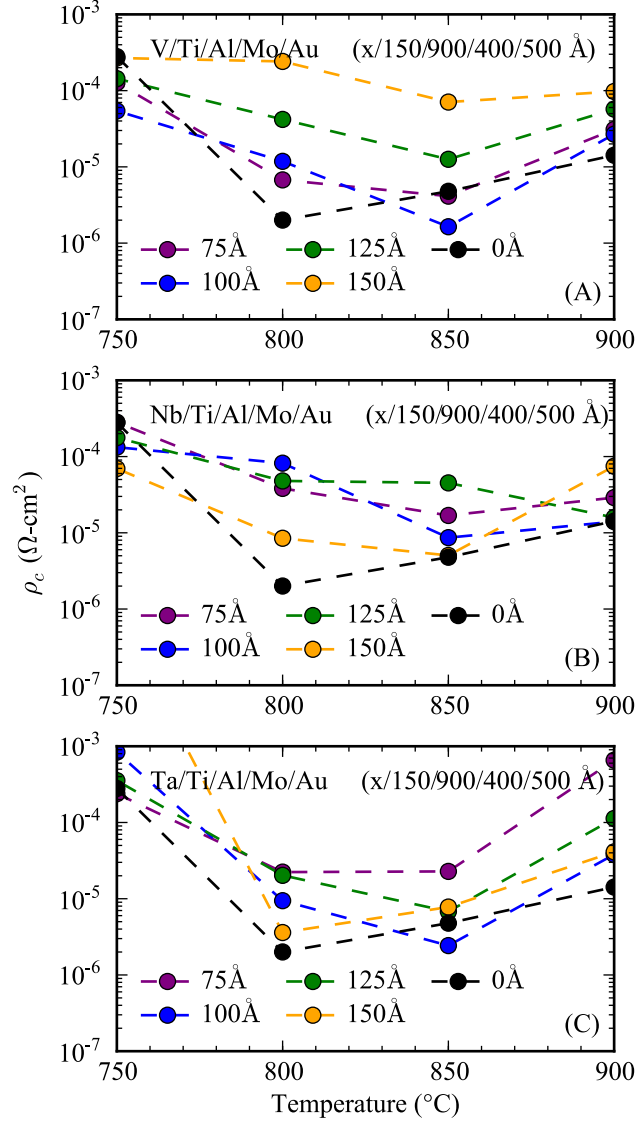 10⁻³
V/Ti/Al/Mo/Au (x/150/900/400/500 Å)
10⁻⁴
10⁻⁵
10⁻⁶
75Å 125Å 0Å
100Å 150Å
(A)
10⁻⁷
750 800 850 900
10⁻³
Nb/Ti/Al/Mo/Au (x/150/900/400/500 Å)
10⁻⁴
10⁻⁵
ρc (Ω-cm²)
10⁻⁶
75Å 125Å 0Å
100Å 150Å
(B)
10⁻⁷
750 800 850 900
10⁻³
Ta/Ti/Al/Mo/Au (x/150/900/400/500 Å)
10⁻⁴
10⁻⁵
10⁻⁶
75Å 125Å 0Å
100Å 150Å
(C)
10⁻⁷
750 800 850 900
Temperature (°C)